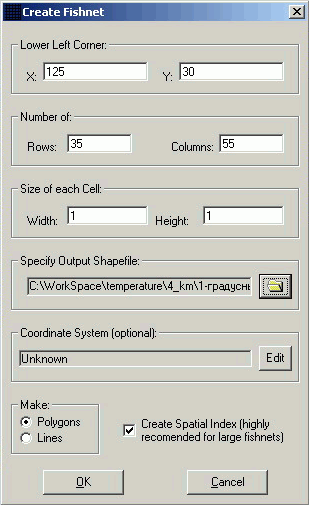 Create Fishnet
Lower Left Corner:
X: 125 Y: 30
Number of:
Rows: 35 Columns: 55
Size of each Cell:
Width: 1 Height: 1
Specify Output Shapefile:
C:\WorkSpace\temperature\4_km\1-градуснь
Coordinate System (optional):
Unknown Edit
Make:
Polygons
Lines
Create Spatial Index (highly
recomended for large fishnets)
OK Cancel